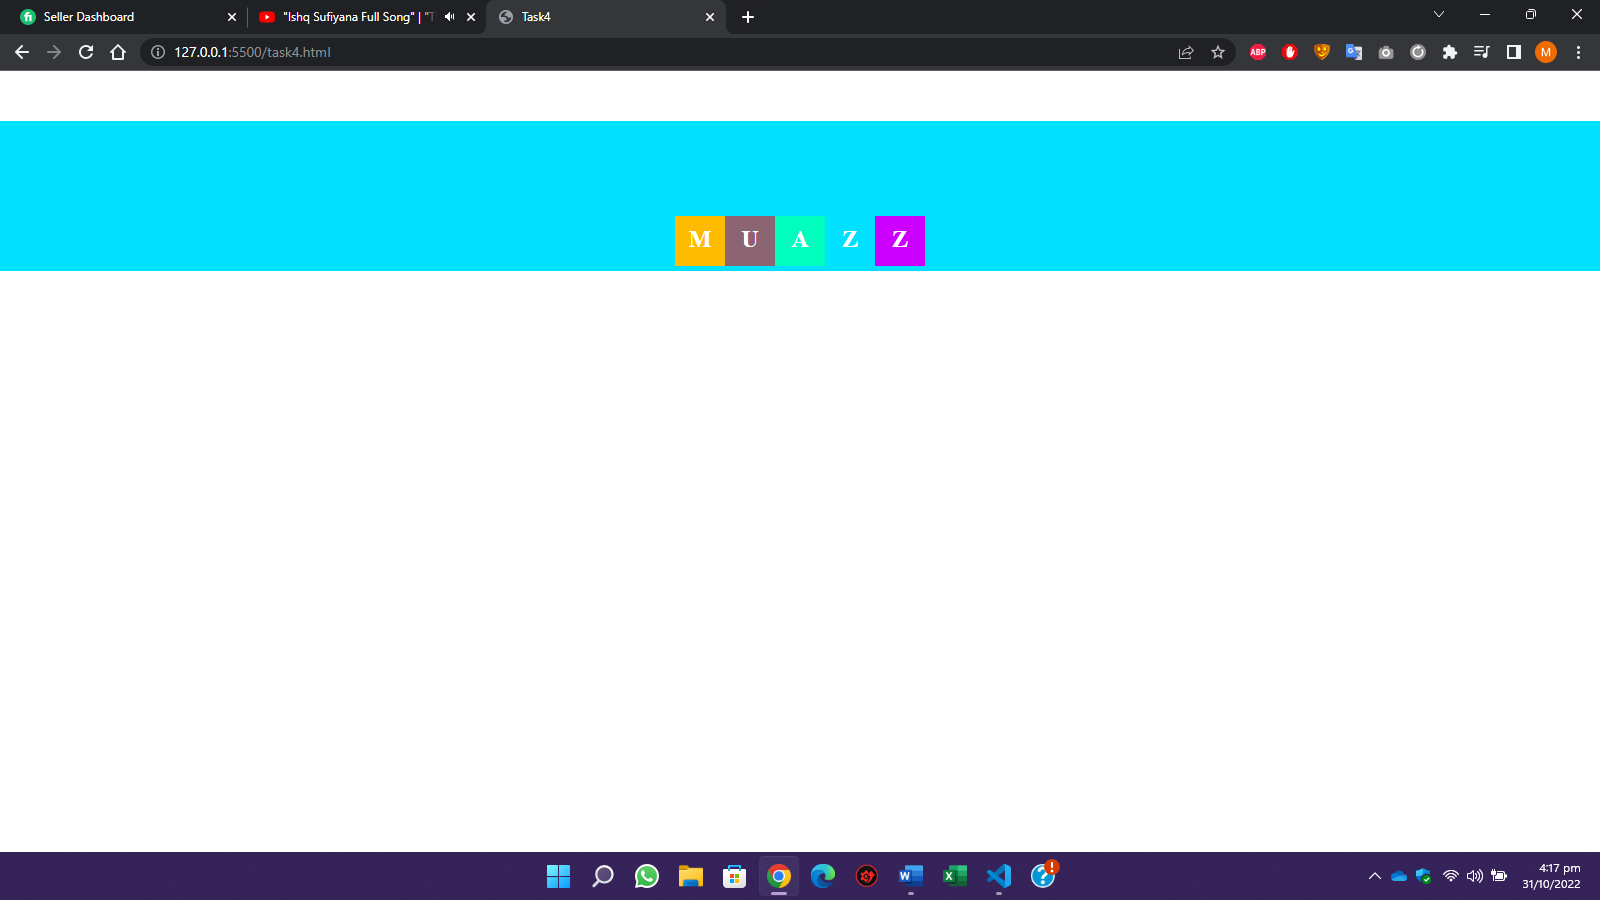 Seller Dashboard
"Ishq Sufiyana Full Song" | "T
Task4
127.0.0.1:5500/task4.html
ABP
M
M U A Z Z
4:17 pm
31/10/2022